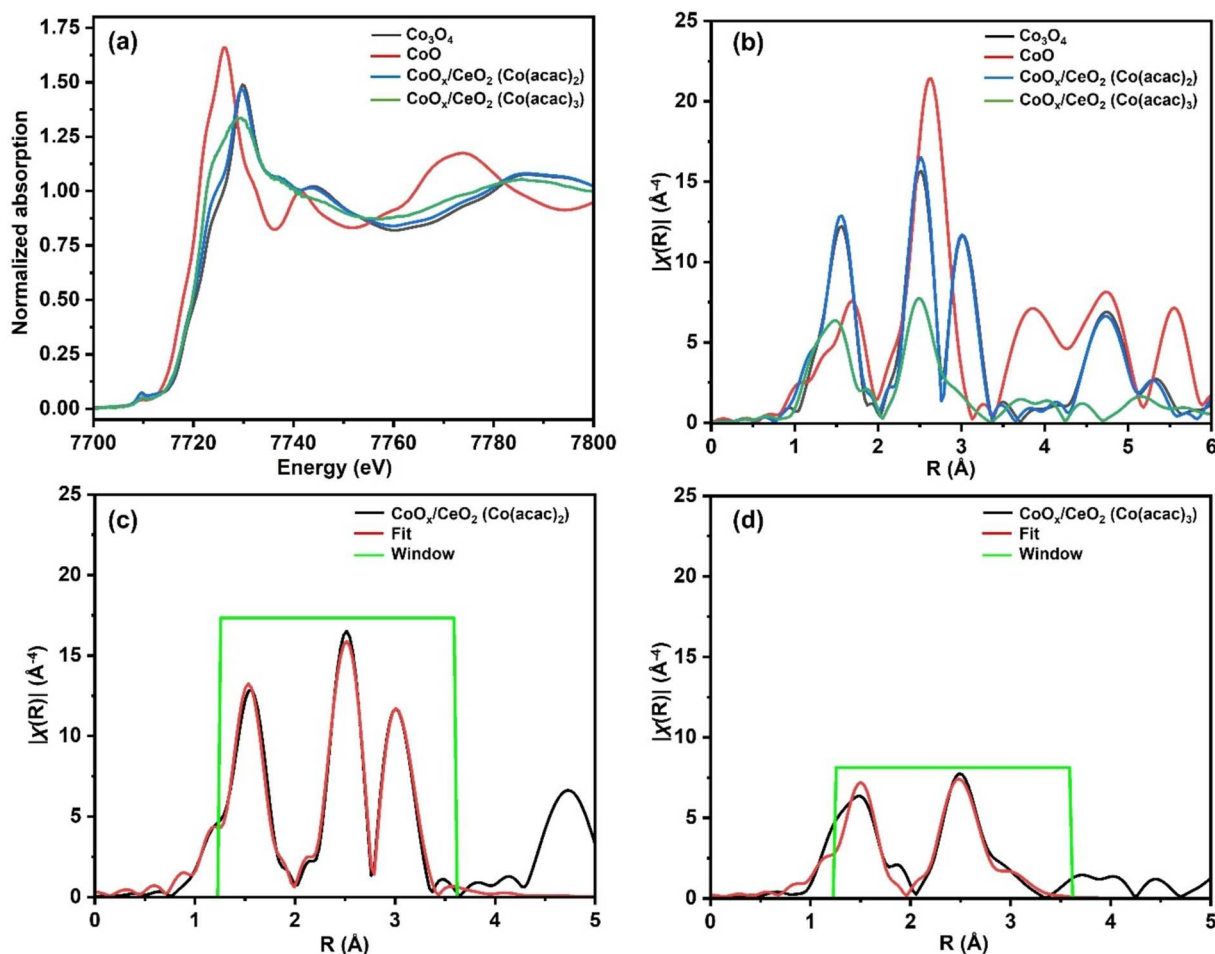 (a)
Co₃O₄
CoO
CoOₓ/CeO₂ (Co(acac)₂)
CoOₓ/CeO₂ (Co(acac)₃)
Normalized absorption
1.75
1.50
1.25
1.00
0.75
0.50
0.25
0.00
7700 7720 7740 7760 7780 7800
Energy (eV)
(b)
Co₃O₄
CoO
CoOₓ/CeO₂ (Co(acac)₂)
CoOₓ/CeO₂ (Co(acac)₃)
|χ(R)| (Å⁻⁴)
25
20
15
10
5
0
0 1 2 3 4 5 6
R (Å)
(c)
CoOₓ/CeO₂ (Co(acac)₂)
Fit
Window
|χ(R)| (Å⁻⁴)
25
20
15
10
5
0
0 1 2 3 4 5
R (Å)
(d)
CoOₓ/CeO₂ (Co(acac)₃)
Fit
Window
|χ(R)| (Å⁻⁴)
25
20
15
10
5
0
0 1 2 3 4 5
R (Å)